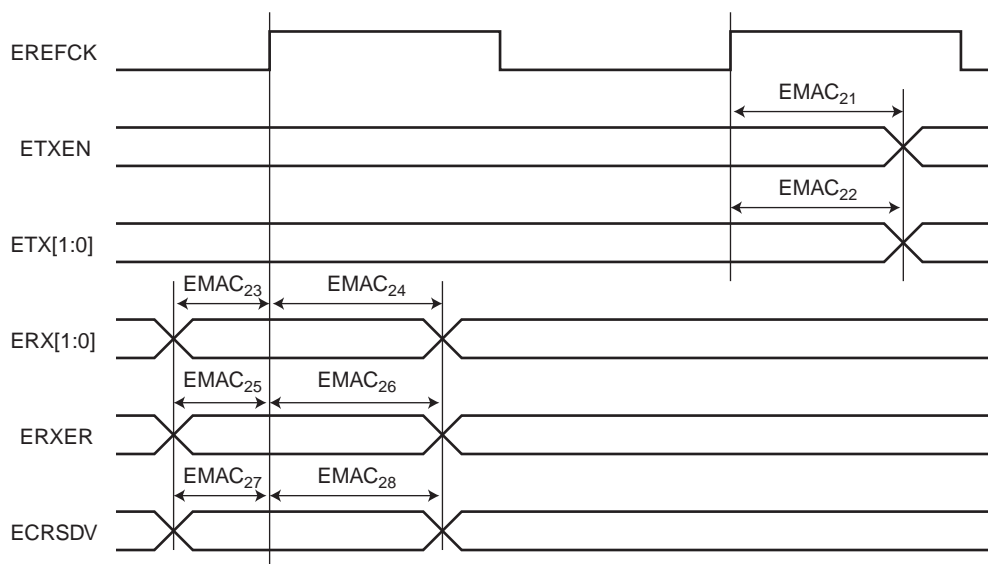 EREFCK
EMAC21
ETXEN
EMAC22
ETX[1:0]
EMAC23 EMAC24
ERX[1:0]
EMAC25 EMAC26
ERXER
EMAC27 EMAC28
ECRSDV